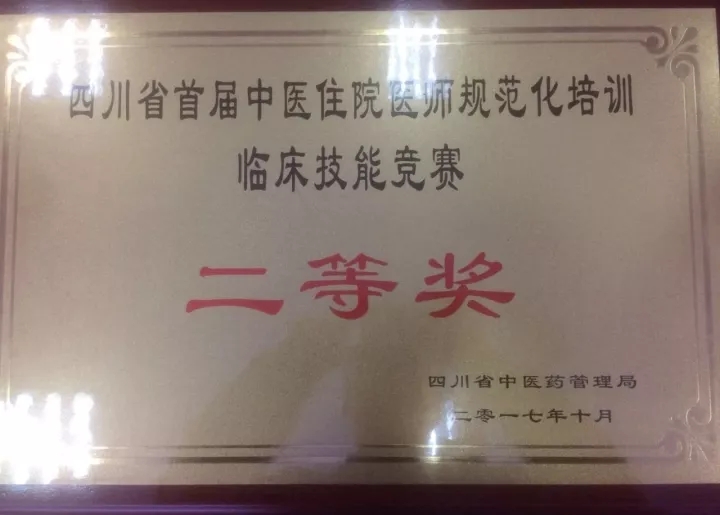 四川省首届中医住院医师规范化培训
临床技能竞赛
二等奖
四川省中医药管理局
二零一七年十月